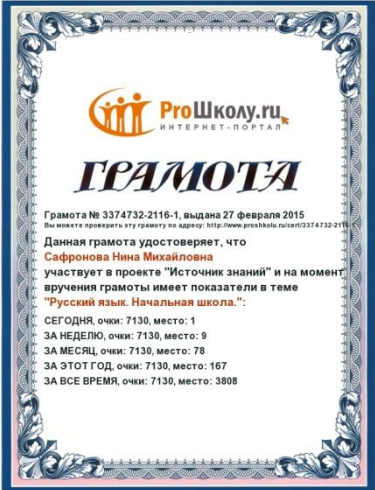 ProШколу.ru
ИНТЕРНЕТ-ПОРТАЛ
ГРАМОТА
Грамота № 3374732-2116-1, выдана 27 февраля 2015
Вы можете проверить эту грамоту по адресу: http://www.proshkolu.ru/cert/3374732-2116-1
Данная грамота удостоверяет, что
Сафронова Нина Михайловна
участвует в проекте "Источник знаний" и на момент
вручения грамоты имеет показатели в теме
"Русский язык. Начальная школа.":
СЕГОДНЯ, очки: 7130, место: 1
ЗА НЕДЕЛЮ, очки: 7130, место: 9
ЗА МЕСЯЦ, очки: 7130, место: 78
ЗА ЭТОТ ГОД, очки: 7130, место: 167
ЗА ВСЕ ВРЕМЯ, очки: 7130, место: 3808